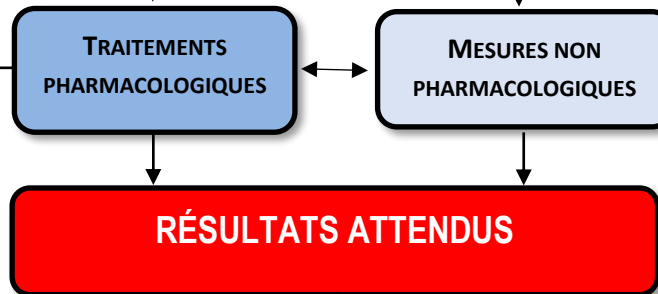 TRAITEMENTS
PHARMACOLOGIQUES
MESURES NON
PHARMACOLOGIQUES
RÉSULTATS ATTENDUS